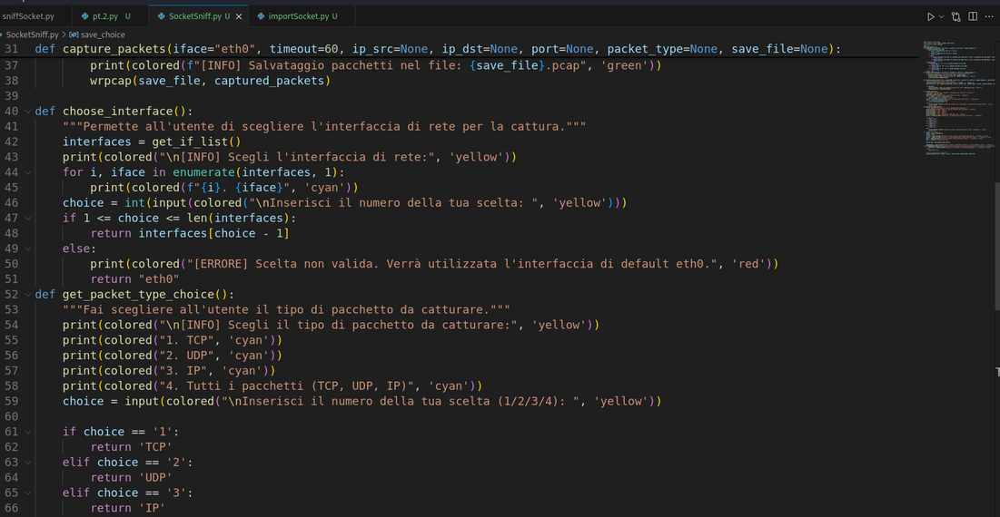 sniffSocket.py pt.2.py U SocketSniff.py U importSocket.py U
SocketSniff.py > save_choice
31 def capture_packets(iface="eth0", timeout=60, ip_src=None, ip_dst=None, port=None, packet_type=None, save_file=None):
37 print(colored(f"[INFO] Salvataggio pacchetti nel file: {save_file}.pcap", 'green'))
38 wrpcap(save_file, captured_packets)
39
40 def choose_interface():
41 """Permette all'utente di scegliere l'interfaccia di rete per la cattura."""
42 interfaces = get_if_list()
43 print(colored("\n[INFO] Scegli l'interfaccia di rete:", 'yellow'))
44 for i, iface in enumerate(interfaces, 1):
45 print(colored(f"{i}. {iface}", 'cyan'))
46 choice = int(input(colored("\nInserisci il numero della tua scelta: ", 'yellow')))
47 if 1 <= choice <= len(interfaces):
48 return interfaces[choice - 1]
49 else:
50 print(colored("[ERRORE] Scelta non valida. Verrà utilizzata l'interfaccia di default eth0.", 'red'))
51 return "eth0"
52 def get_packet_type_choice():
53 """Fai scegliere all'utente il tipo di pacchetto da catturare."""
54 print(colored("\n[INFO] Scegli il tipo di pacchetto da catturare:", 'yellow'))
55 print(colored("1. TCP", 'cyan'))
56 print(colored("2. UDP", 'cyan'))
57 print(colored("3. IP", 'cyan'))
58 print(colored("4. Tutti i pacchetti (TCP, UDP, IP)", 'cyan'))
59 choice = input(colored("\nInserisci il numero della tua scelta (1/2/3/4): ", 'yellow'))
60
61 if choice == '1':
62 return 'TCP'
63 elif choice == '2':
64 return 'UDP'
65 elif choice == '3':
66 return 'IP'